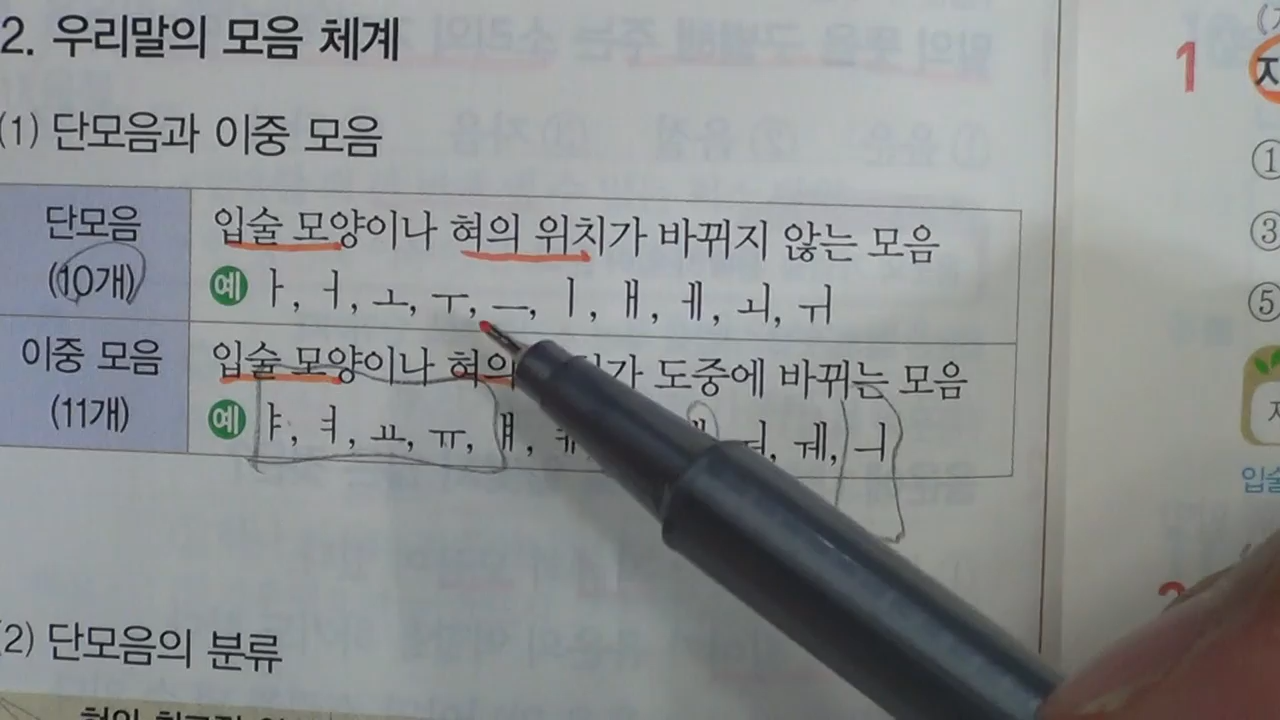 2. 우리말의 모음 체계
(1) 단모음과 이중 모음
단모음
(10개)
입술 모양이나 혀의 위치가 바뀌지 않는 모음
예 ㅏ, ㅓ, ㅗ, ㅜ, ㅡ, ㅣ, ㅐ, ㅔ, ㅚ, ㅟ
이중 모음
(11개)
입술 모양이나 혀의 도중에 바뀌는 모음
예 ㅑ, ㅕ, ㅛ, ㅠ, ㅒ, ㅞ, ㅢ
(2) 단모음의 분류
1
①
③
⑤